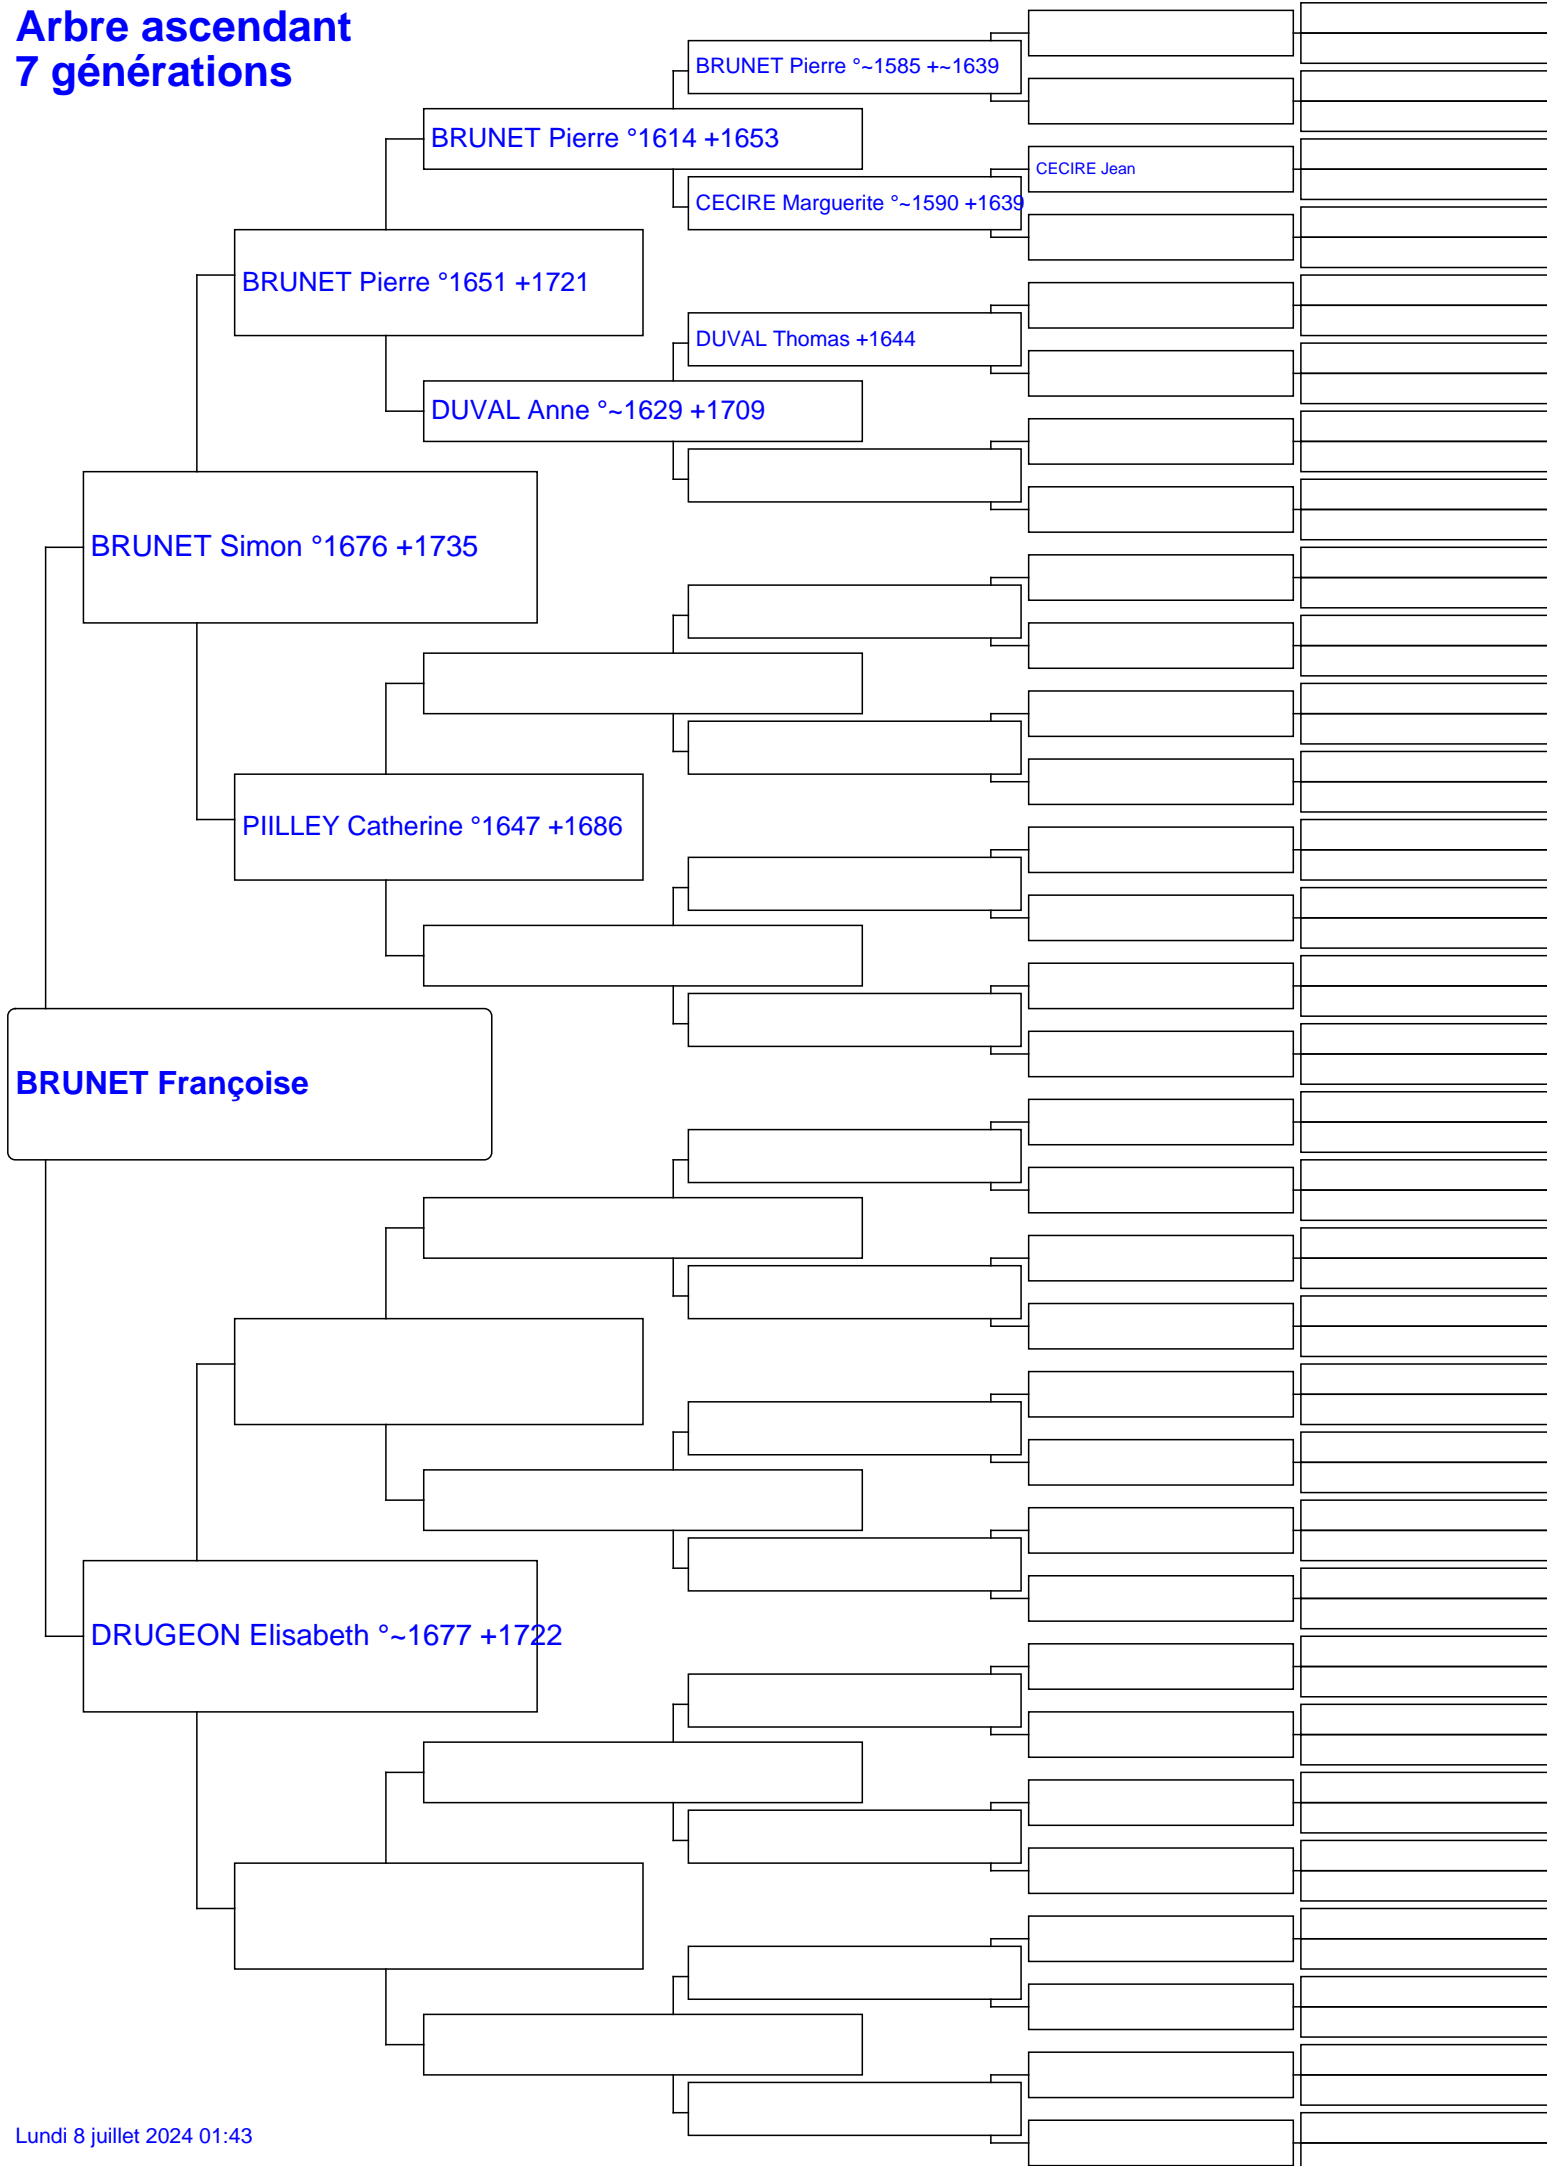 Arbre ascendant
7 générations
BRUNET Pierre °~1585 +~1639
BRUNET Pierre °1614 +1653
CECIRE Jean
CECIRE Marguerite °~1590 +1639
BRUNET Pierre °1651 +1721
DUVAL Thomas +1644
DUVAL Anne °~1629 +1709
BRUNET Simon °1676 +1735
PIILLEY Catherine °1647 +1686
BRUNET Françoise
DRUGEON Elisabeth °~1677 +1722
Lundi 8 juillet 2024 01:43